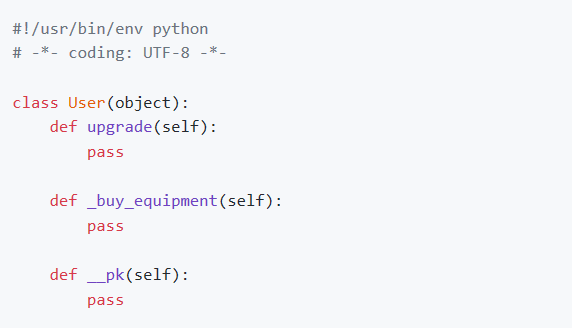 #!/usr/bin/env python
# -*- coding: UTF-8 -*-
class User(object):
    def upgrade(self):
        pass
    def _buy_equipment(self):
        pass
    def __pk(self):
        pass